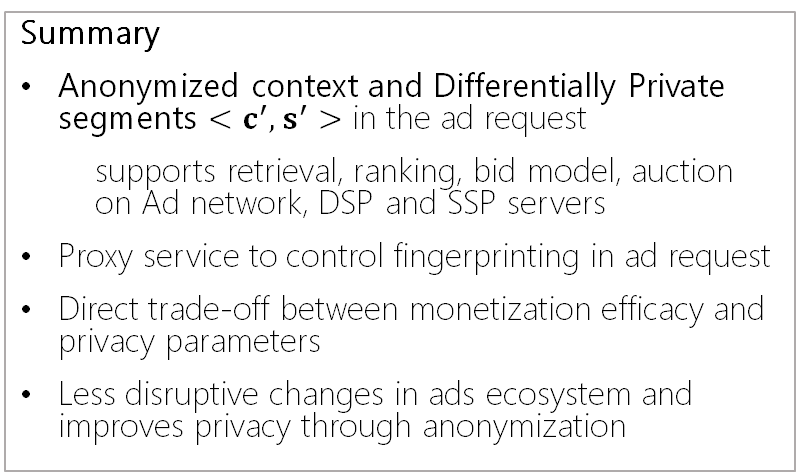 Summary
• Anonymized context and Differentially Private
segments < c′, s′ > in the ad request
supports retrieval, ranking, bid model, auction
on Ad network, DSP and SSP servers
• Proxy service to control fingerprinting in ad request
• Direct trade-off between monetization efficacy and
privacy parameters
• Less disruptive changes in ads ecosystem and
improves privacy through anonymization